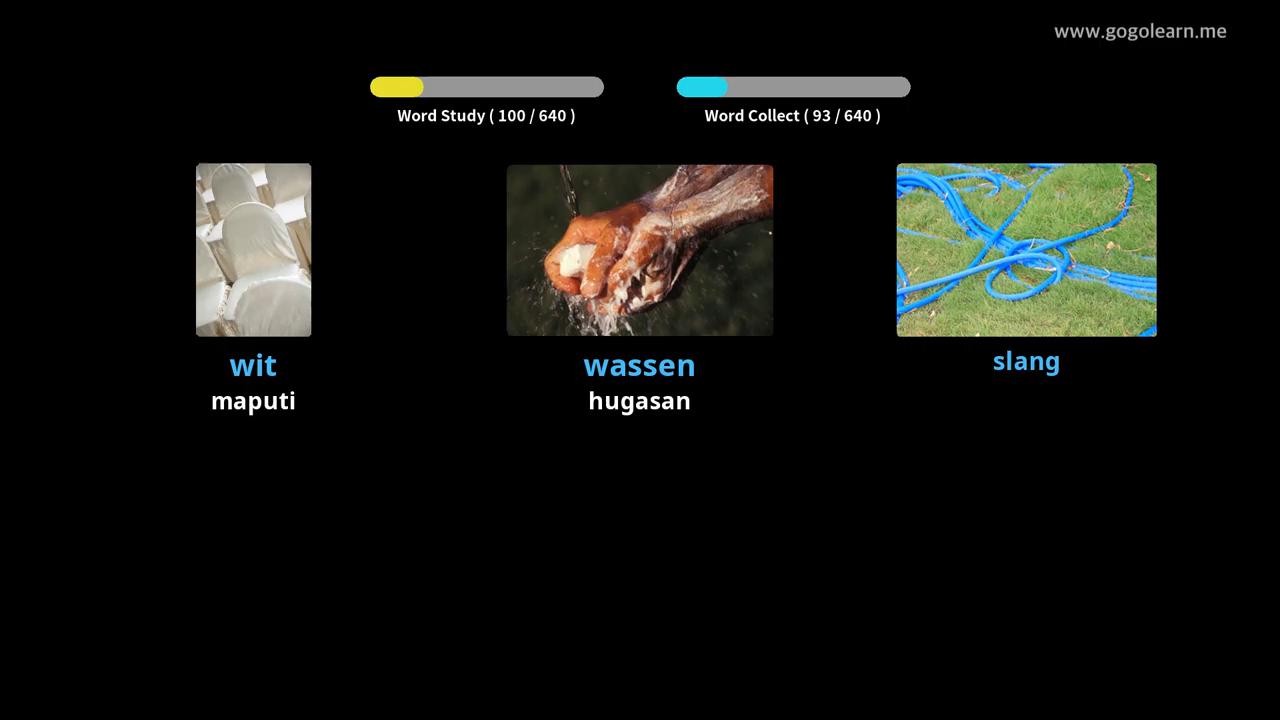 www.gogolearn.me
Word Study ( 100 / 640 )
Word Collect ( 93 / 640 )
wit
maputi
wassen
hugasan
slang